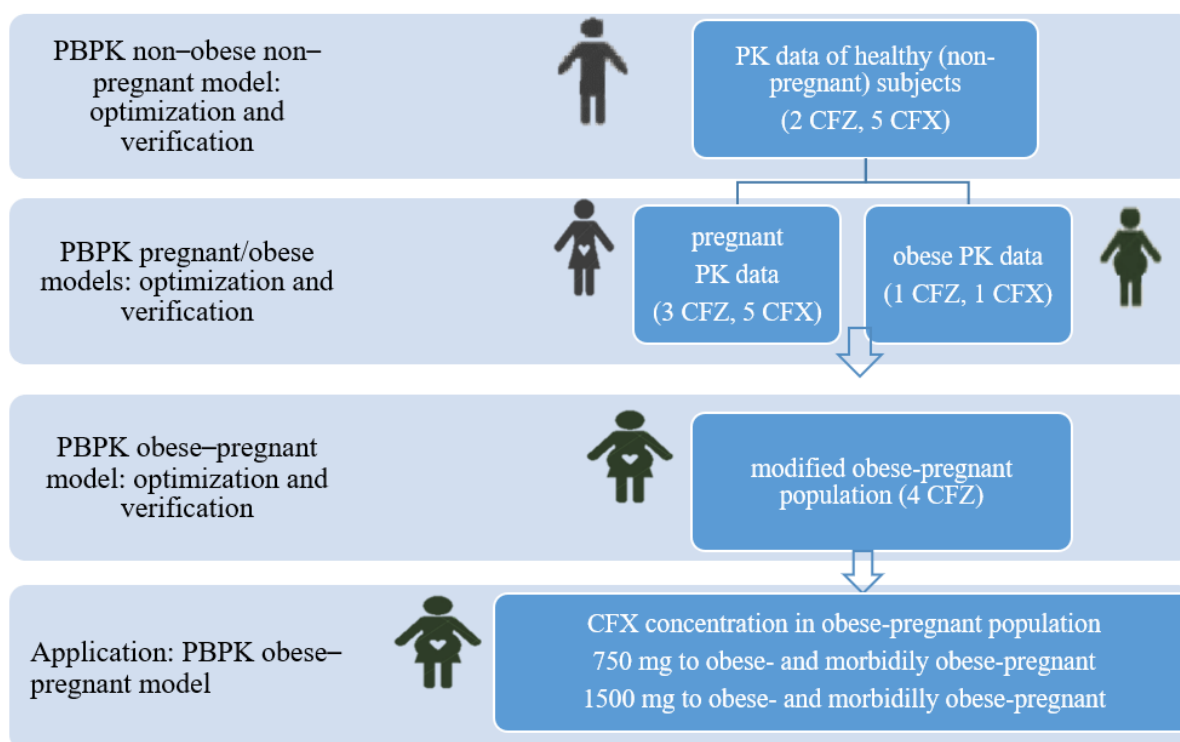 PBPK non–obese non–
pregnant model:
optimization and
verification
PK data of healthy (non-
pregnant) subjects
(2 CFZ, 5 CFX)
PBPK pregnant/obese
models: optimization and
verification
pregnant
PK data
(3 CFZ, 5 CFX)
obese PK data
(1 CFZ, 1 CFX)
PBPK obese–pregnant
model: optimization and
verification
modified obese-pregnant
population (4 CFZ)
Application: PBPK obese–
pregnant model
CFX concentration in obese-pregnant population
750 mg to obese- and morbidily obese-pregnant
1500 mg to obese- and morbidilly obese-pregnant